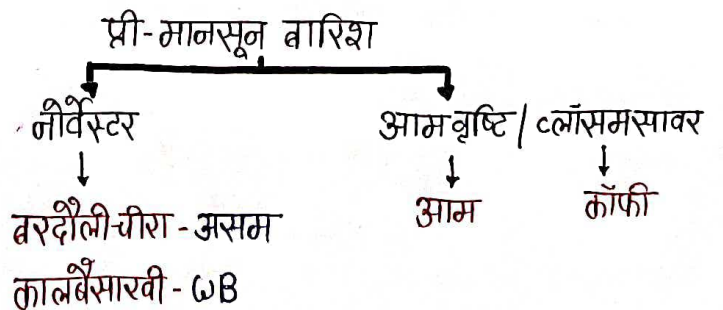 प्री-मानसून बारिश
नोर्वेस्टर
आमवृष्टि / ब्लॉसमसावर
आम
कॉफी
बरदौलीचीरा - असम
कालबैसाखी - WB